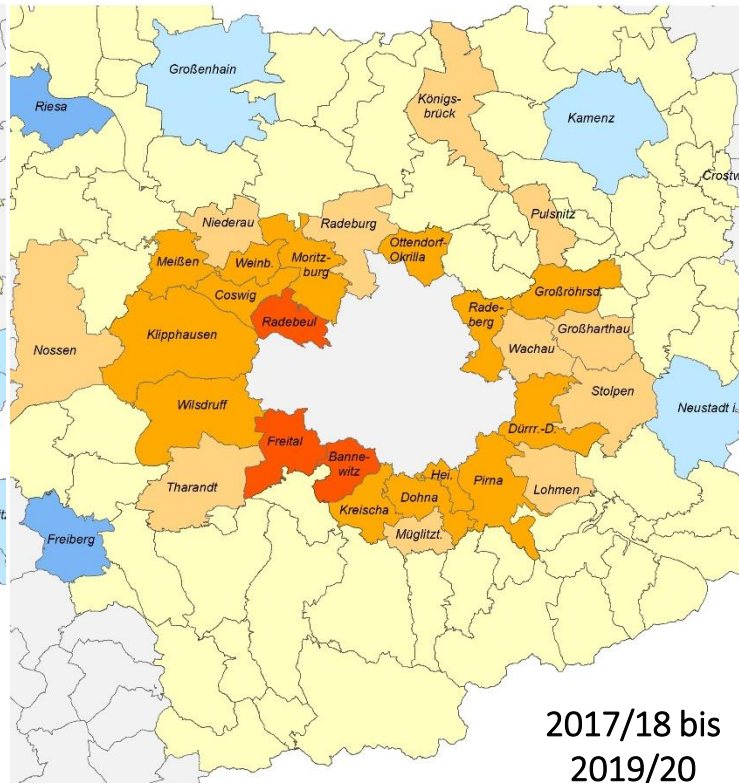 Großenhain
Riesa
Königs-
brück
Kamenz
Crostw
Pulsnitz
Niederau
Radeburg
Ottendorf-
Okrilla
Meißen
Weinb.
Moritz-
burg
Großröhrsd.
Coswig
Rade-
berg
Radebeul
Klipphausen
Großharthau
Wachau
Nossen
Stolpen
Wilsdruff
Neustadt i.
Dürrr.-D.
Freital
Banne-
witz
Hei.
Pirna
Tharandt
Dohna
Lohmen
Kreischa
Müglitzt.
Freiberg
2017/18 bis
2019/20